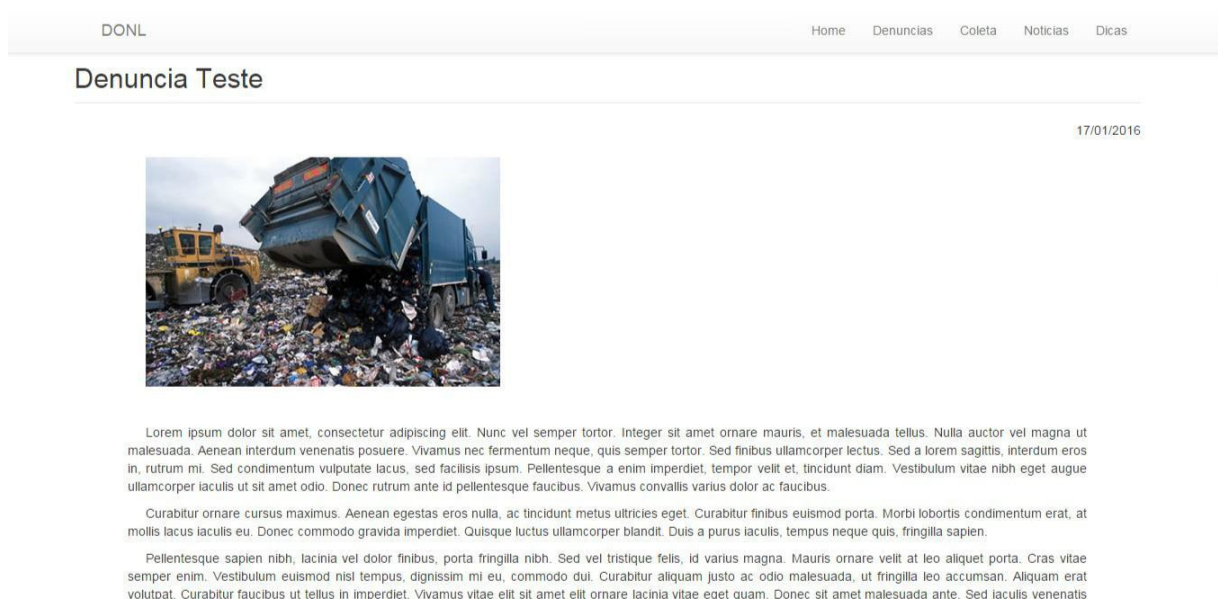 DONL
Home Denuncias Coleta Noticias Dicas
Denuncia Teste
17/01/2016
Lorem ipsum dolor sit amet, consectetur adipiscing elit. Nunc vel semper tortor. Integer sit amet ornare mauris, et malesuada tellus. Nulla auctor vel magna ut
malesuada. Aenean interdum venenatis posuere. Vivamus nec fermentum neque, quis semper tortor. Sed finibus ullamcorper lectus. Sed a lorem sagittis, interdum eros
in, rutrum mi. Sed condimentum vulputate lacus, sed facilisis ipsum. Pellentesque a enim imperdiet, tempor velit et, tincidunt diam. Vestibulum vitae nibh eget augue
ullamcorper iaculis ut sit amet odio. Donec rutrum ante id pellentesque faucibus. Vivamus convallis varius dolor ac faucibus.
Curabitur ornare cursus maximus. Aenean egestas eros nulla, ac tincidunt metus ultricies eget. Curabitur finibus euismod porta. Morbi lobortis condimentum erat, at
mollis lacus iaculis eu. Donec commodo gravida imperdiet. Quisque luctus ullamcorper blandit. Duis a purus iaculis, tempus neque quis, fringilla sapien.
Pellentesque sapien nibh, lacinia vel dolor finibus, porta fringilla nibh. Sed vel tristique felis, id varius magna. Mauris ornare velit at leo aliquet porta. Cras vitae
semper enim. Vestibulum euismod nisl tempus, dignissim mi eu, commodo dui. Curabitur aliquam justo ac odio malesuada, ut fringilla leo accumsan. Aliquam erat
volutpat. Curabitur faucibus ut tellus in imperdiet. Vivamus vitae elit sit amet elit ornare lacinia vitae eget quam. Donec sit amet malesuada ante. Sed iaculis venenatis